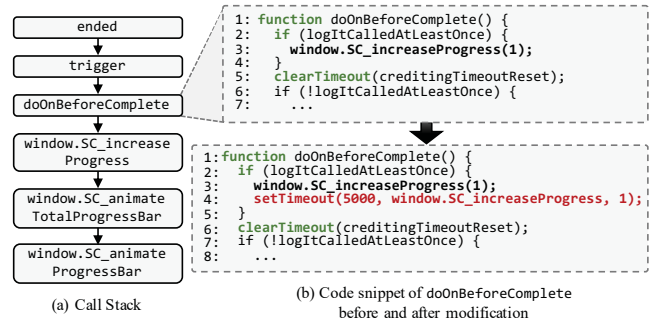 ended
trigger
doOnBeforeComplete
window.SC_increase
Progress
window.SC_animate
TotalProgressBar
window.SC_animate
ProgressBar
(a) Call Stack
1: function doOnBeforeComplete() {
2: if (logItCalledAtLeastOnce) {
3: window.SC_increaseProgress(1);
4: }
5: clearTimeout(creditingTimeoutReset);
6: if (!logItCalledAtLeastOnce) {
7: ...
1: function doOnBeforeComplete() {
2: if (logItCalledAtLeastOnce) {
3: window.SC_increaseProgress(1);
4: setTimeout(5000, window.SC_increaseProgress, 1);
5: }
6: clearTimeout(creditingTimeoutReset);
7: if (!logItCalledAtLeastOnce) {
8: ...
(b) Code snippet of doOnBeforeComplete
before and after modification